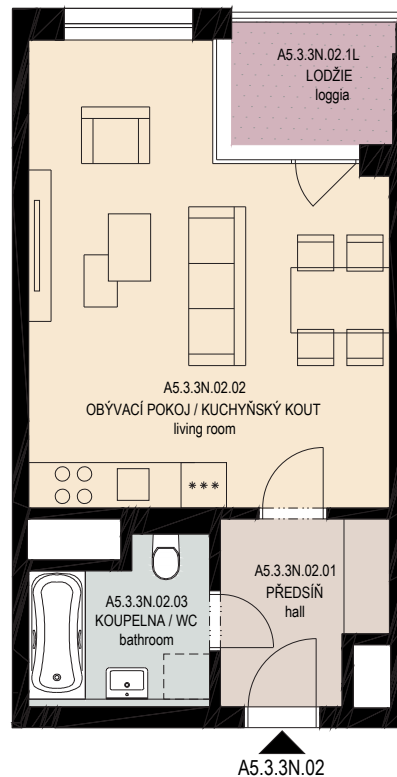 A5.3.3N.02.1L
LODŽIE
loggia
A5.3.3N.02.02
OBÝVACÍ POKOJ / KUCHYŇSKÝ KOUT
living room
***
A5.3.3N.02.01
PŘEDSÍŇ
hall
A5.3.3N.02.03
KOUPELNA / WC
bathroom
A5.3.3N.02